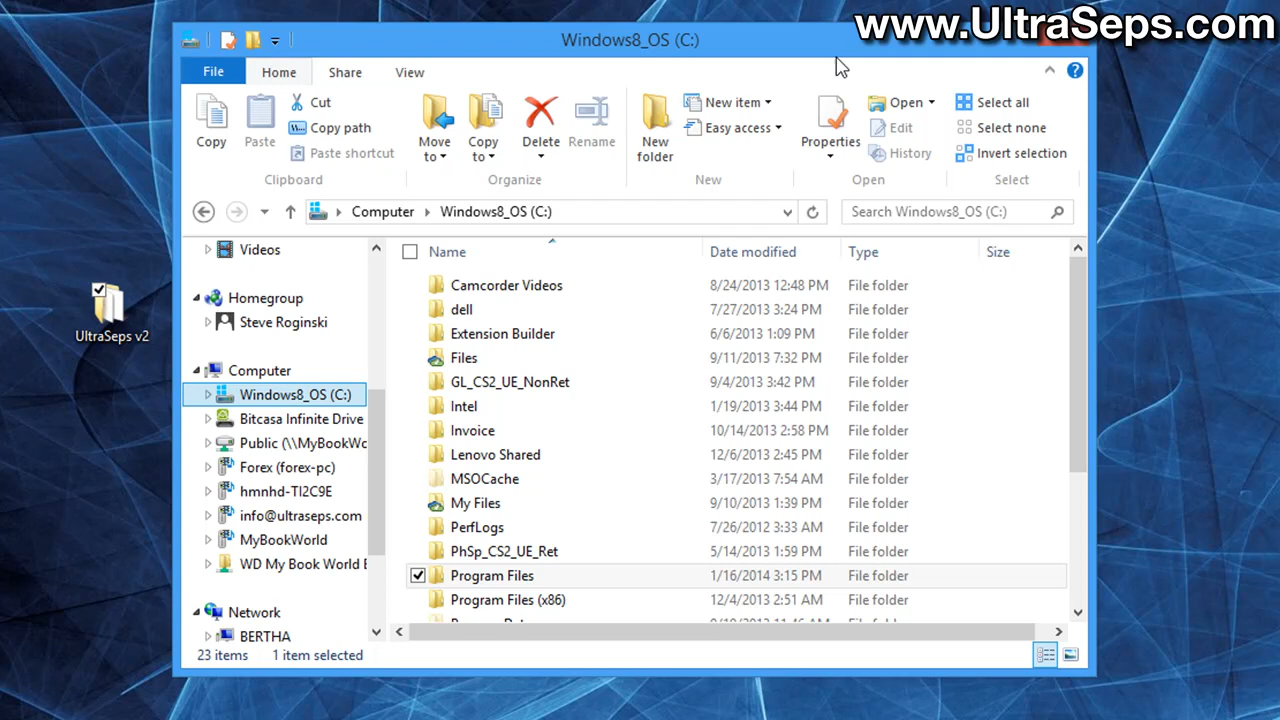 www.UltraSeps.com
Windows8_OS (C:)
File Home Share View
Copy
Paste
Cut
Copy path
Paste shortcut
Clipboard
Move to
Copy to
Delete
Rename
Organize
New folder
New item
Easy access
New
Properties
Open
Edit
History
Open
Select all
Select none
Invert selection
Select
Computer Windows8_OS (C:)
Search Windows8_OS (C:)
UltraSeps v2
Videos
Homegroup
Steve Roginski
Computer
Windows8_OS (C:)
Bitcasa Infinite Drive
Public (\\MyBookWo
Forex (forex-pc)
hmnhd-TI2C9E
info@ultraseps.com
MyBookWorld
WD My Book World E
Network
BERTHA
Name Date modified Type Size
Camcorder Videos 8/24/2013 12:48 PM File folder
dell 7/27/2013 3:24 PM File folder
Extension Builder 6/6/2013 1:09 PM File folder
Files 9/11/2013 7:32 PM File folder
GL_CS2_UE_NonRet 9/4/2013 3:42 PM File folder
Intel 1/19/2013 3:44 PM File folder
Invoice 10/14/2013 2:58 PM File folder
Lenovo Shared 12/6/2013 2:45 PM File folder
MSOCache 3/17/2013 7:54 AM File folder
My Files 9/10/2013 1:39 PM File folder
PerfLogs 7/26/2012 3:33 AM File folder
PhSp_CS2_UE_Ret 5/14/2013 1:59 PM File folder
Program Files 1/16/2014 3:15 PM File folder
Program Files (x86) 12/4/2013 2:51 AM File folder
23 items 1 item selected